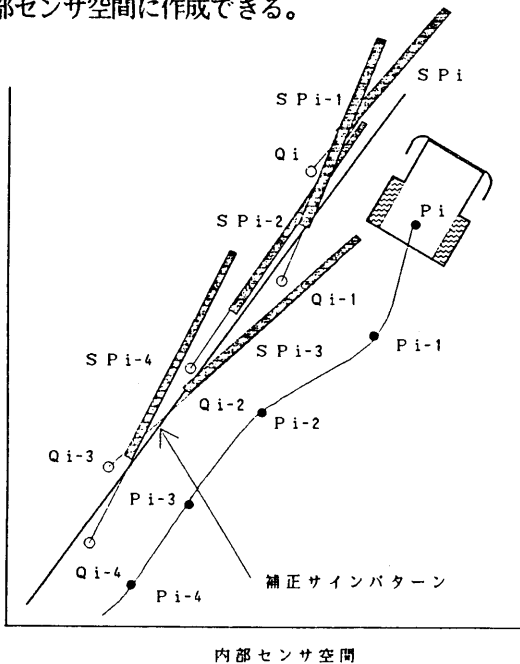 部センサ空間に作成できる。
SPi
SPi-1
Qi
Pi
SPi-2
Qi-1
Pi-1
SPi-3
SPi-4
Qi-2
Pi-2
Qi-3
Pi-3
Qi-4
Pi-4
補正サインパターン
内部センサ空間